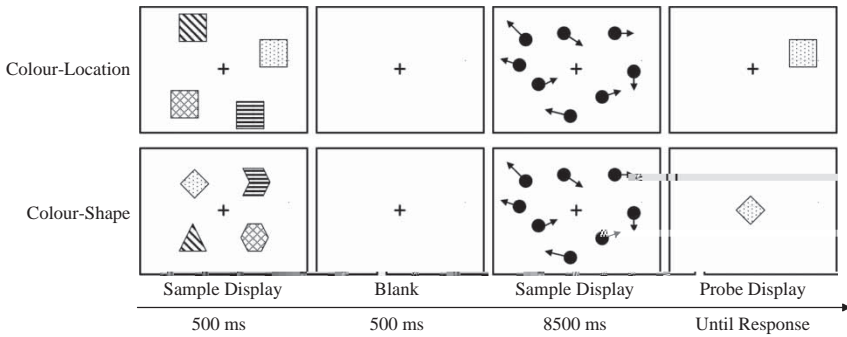 Colour-Location
Colour-Shape
Sample Display Blank Sample Display Probe Display
500 ms 500 ms 8500 ms Until Response